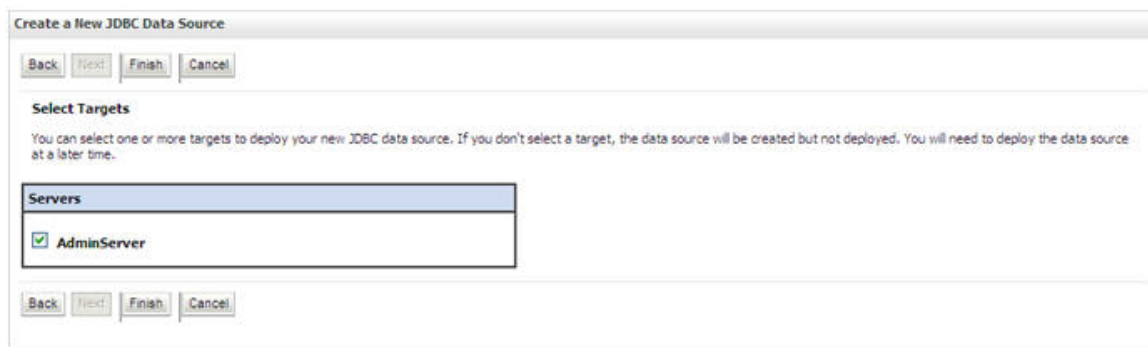 Create a New JDBC Data Source
Back Next Finish Cancel
Select Targets
You can select one or more targets to deploy your new JDBC data source. If you don't select a target, the data source will be created but not deployed. You will need to deploy the data source
at a later time.
Servers
AdminServer
Back Next Finish Cancel